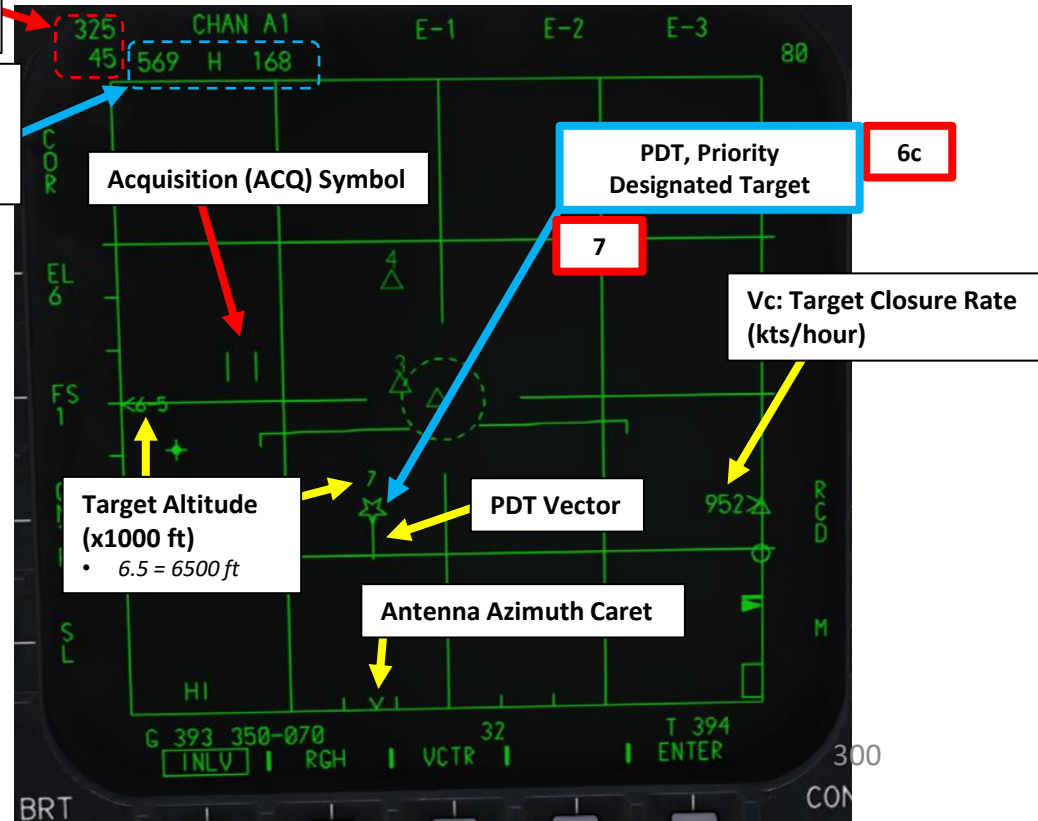 325 CHAN A1 E-1 E-2 E-3
45 569 H 168 80
COR
Acquisition (ACQ) Symbol
PDT, Priority
Designated Target
6c
7
4
EL
6
Vc: Target Closure Rate
(kts/hour)
3
FS
1
<6-5
7
Target Altitude
(x1000 ft)
• 6.5 = 6500 ft
PDT Vector
952>
RCD
Antenna Azimuth Caret
SL
M
HI
G 393 350-070 32 T 394
INLV RGH VCTR ENTER
300
BRT CON